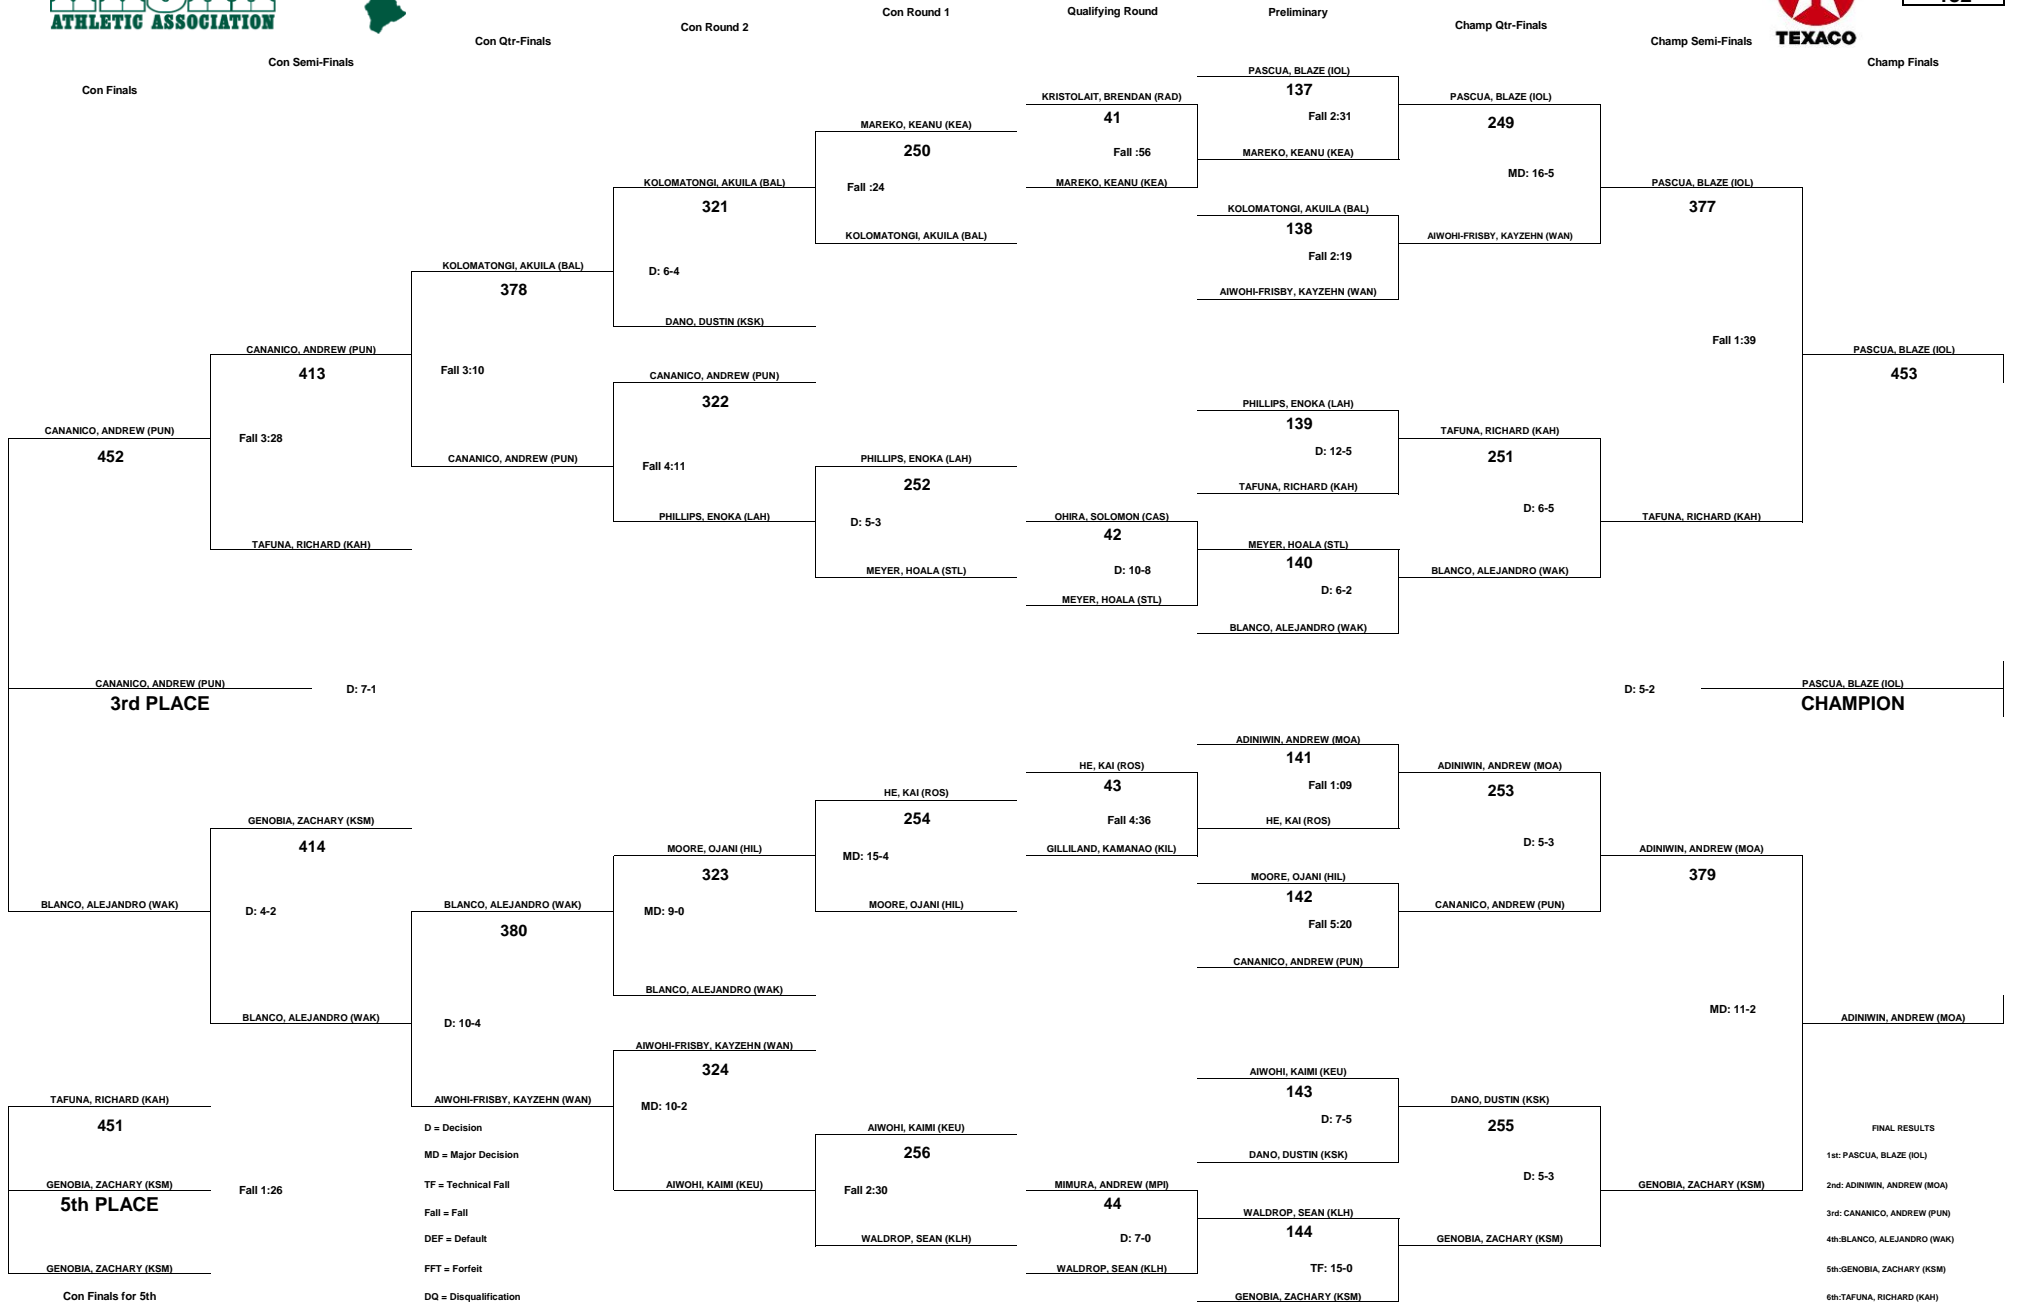 ATHLETIC ASSOCIATION
TEXACO
Con Finals
Con Semi-Finals
Con Qtr-Finals
Con Round 2
Con Round 1
Qualifying Round
Preliminary
Champ Qtr-Finals
Champ Semi-Finals
Champ Finals
PASCUA, BLAZE (IOL)
137
Fall 2:31
MAREKO, KEANU (KEA)
KOLOMATONGI, AKUILA (BAL)
138
Fall 2:19
AIWOHI-FRISBY, KAYZEHN (WAN)
PHILLIPS, ENOKA (LAH)
139
D: 12-5
TAFUNA, RICHARD (KAH)
MEYER, HOALA (STL)
140
D: 6-2
BLANCO, ALEJANDRO (WAK)
ADINIWIN, ANDREW (MOA)
141
Fall 1:09
HE, KAI (ROS)
MOORE, OJANI (HIL)
142
Fall 5:20
CANANICO, ANDREW (PUN)
AIWOHI, KAIMI (KEU)
143
D: 7-5
DANO, DUSTIN (KSK)
WALDROP, SEAN (KLH)
144
TF: 15-0
GENOBIA, ZACHARY (KSM)
KRISTOLAIT, BRENDAN (RAD)
41
Fall :56
MAREKO, KEANU (KEA)
OHIRA, SOLOMON (CAS)
42
D: 10-8
MEYER, HOALA (STL)
HE, KAI (ROS)
43
Fall 4:36
GILLILAND, KAMANAO (KIL)
MIMURA, ANDREW (MPI)
44
D: 7-0
WALDROP, SEAN (KLH)
PASCUA, BLAZE (IOL)
249
MD: 16-5
AIWOHI-FRISBY, KAYZEHN (WAN)
TAFUNA, RICHARD (KAH)
251
D: 6-5
BLANCO, ALEJANDRO (WAK)
ADINIWIN, ANDREW (MOA)
253
D: 5-3
CANANICO, ANDREW (PUN)
DANO, DUSTIN (KSK)
255
D: 5-3
GENOBIA, ZACHARY (KSM)
PASCUA, BLAZE (IOL)
377
Fall 1:39
TAFUNA, RICHARD (KAH)
ADINIWIN, ANDREW (MOA)
379
MD: 11-2
GENOBIA, ZACHARY (KSM)
PASCUA, BLAZE (IOL)
453
D: 5-2
PASCUA, BLAZE (IOL)
CHAMPION
ADINIWIN, ANDREW (MOA)
MAREKO, KEANU (KEA)
250
Fall :24
KOLOMATONGI, AKUILA (BAL)
PHILLIPS, ENOKA (LAH)
252
D: 5-3
MEYER, HOALA (STL)
HE, KAI (ROS)
254
MD: 15-4
MOORE, OJANI (HIL)
AIWOHI, KAIMI (KEU)
256
Fall 2:30
WALDROP, SEAN (KLH)
KOLOMATONGI, AKUILA (BAL)
321
D: 6-4
DANO, DUSTIN (KSK)
CANANICO, ANDREW (PUN)
322
Fall 4:11
PHILLIPS, ENOKA (LAH)
MOORE, OJANI (HIL)
323
MD: 9-0
BLANCO, ALEJANDRO (WAK)
AIWOHI-FRISBY, KAYZEHN (WAN)
324
MD: 10-2
AIWOHI, KAIMI (KEU)
KOLOMATONGI, AKUILA (BAL)
378
Fall 3:10
CANANICO, ANDREW (PUN)
BLANCO, ALEJANDRO (WAK)
380
D: 10-4
AIWOHI-FRISBY, KAYZEHN (WAN)
CANANICO, ANDREW (PUN)
413
Fall 3:28
TAFUNA, RICHARD (KAH)
GENOBIA, ZACHARY (KSM)
414
D: 4-2
BLANCO, ALEJANDRO (WAK)
CANANICO, ANDREW (PUN)
452
CANANICO, ANDREW (PUN)
D: 7-1
3rd PLACE
BLANCO, ALEJANDRO (WAK)
TAFUNA, RICHARD (KAH)
451
GENOBIA, ZACHARY (KSM)
Fall 1:26
5th PLACE
GENOBIA, ZACHARY (KSM)
Con Finals for 5th
D = Decision
MD = Major Decision
TF = Technical Fall
Fall = Fall
DEF = Default
FFT = Forfeit
DQ = Disqualification
FINAL RESULTS
1st: PASCUA, BLAZE (IOL)
2nd: ADINIWIN, ANDREW (MOA)
3rd: CANANICO, ANDREW (PUN)
4th:BLANCO, ALEJANDRO (WAK)
5th:GENOBIA, ZACHARY (KSM)
6th:TAFUNA, RICHARD (KAH)